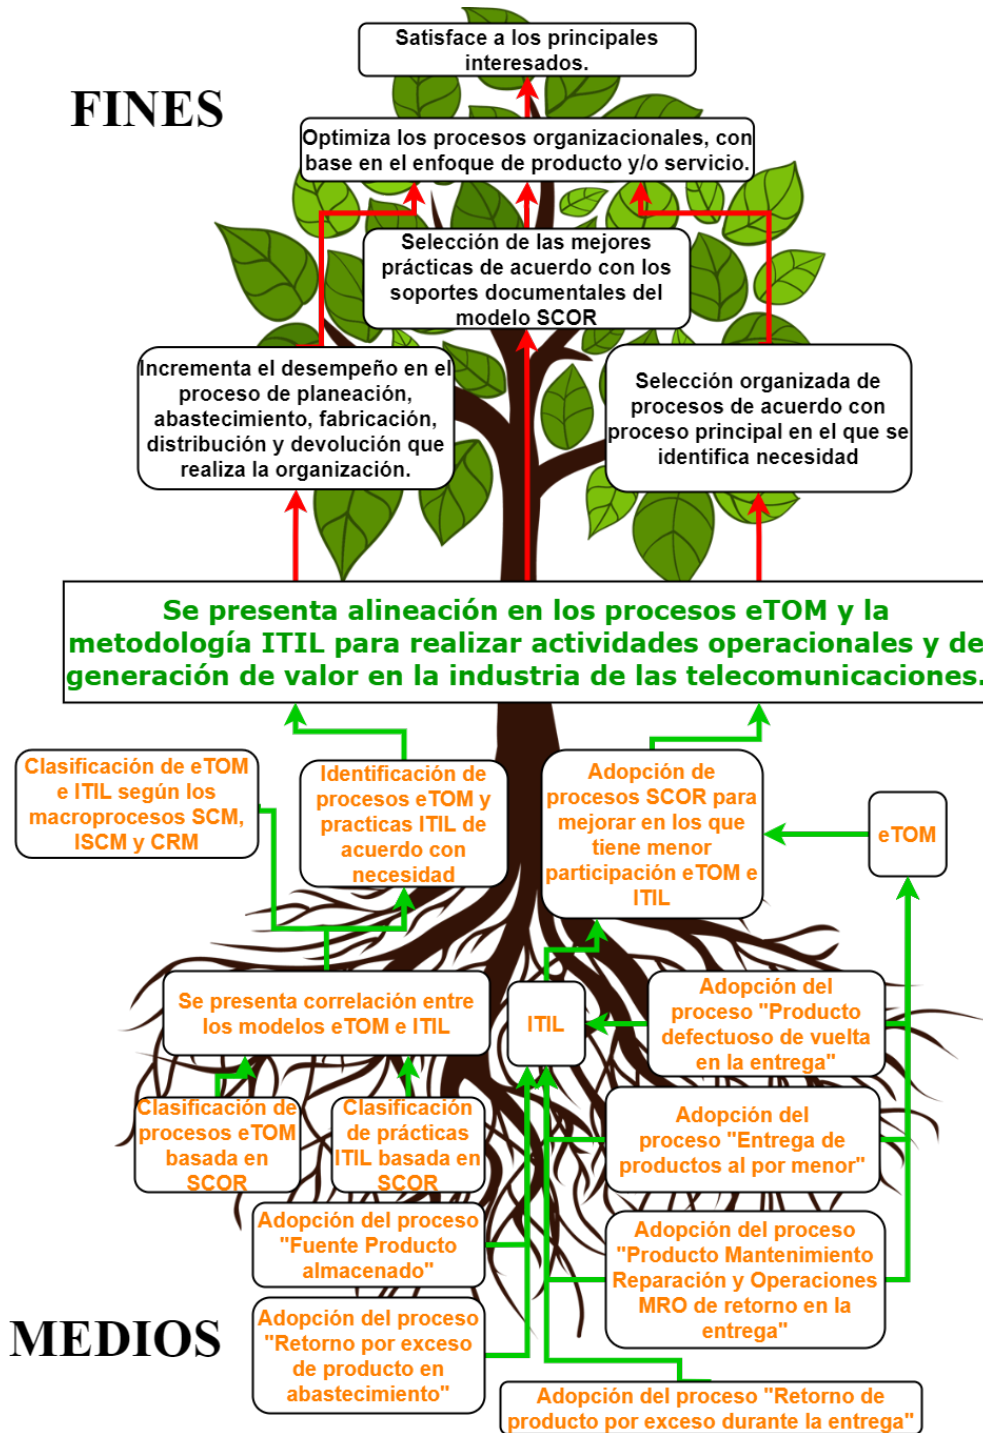 Satisface a los principales
interesados.
FINES
Optimiza los procesos organizacionales, con
base en el enfoque de producto y/o servicio.
Selección de las mejores
prácticas de acuerdo con los
soportes documentales del
modelo SCOR
Incrementa el desempeño en el
proceso de planeación,
abastecimiento, fabricación,
distribución y devolución que
realiza la organización.
Selección organizada de
procesos de acuerdo con
proceso principal en el que se
identifica necesidad
Se presenta alineación en los procesos eTOM y la
metodología ITIL para realizar actividades operacionales y de
generación de valor en la industria de las telecomunicaciones.
Clasificación de eTOM
e ITIL según los
macroprocesos SCM,
ISCM y CRM
Identificación de
procesos eTOM y
practicas ITIL de
acuerdo con
necesidad
Adopción de
procesos SCOR para
mejorar en los que
tiene menor
participación eTOM e
ITIL
eTOM
Se presenta correlación entre
los modelos eTOM e ITIL
ITIL
Adopción del
proceso "Producto
defectuoso de vuelta
en la entrega"
Clasificación de
procesos eTOM
basada en
SCOR
Clasificación
de prácticas
ITIL basada en
SCOR
Adopción del
proceso "Entrega de
productos al por menor"
Adopción del proceso
"Fuente Producto
almacenado"
Adopción del proceso
"Producto Mantenimiento
Reparación y Operaciones
MRO de retorno en la
entrega"
MEDIOS
Adopción del proceso
"Retorno por exceso
de producto en
abastecimiento"
Adopción del proceso "Retorno de
producto por exceso durante la entrega"